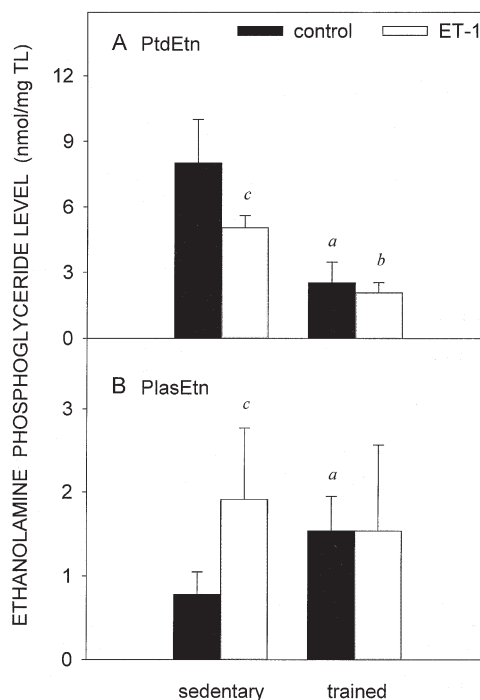 A PtdEtn
control
ET-1
ETHANOLAMINE PHOSPHOGLYCERIDE LEVEL (nmol/mg TL)
12
9
6
3
0
c
a
b
B PlasEtn
3
2
1
0
c
a
sedentary
trained